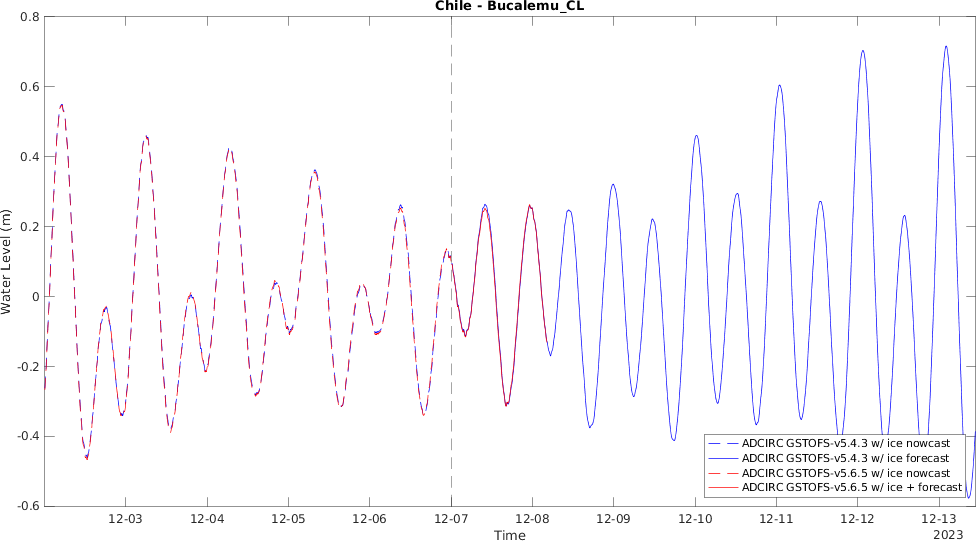 Chile - Bucalemu_CL
Water Level (m)
0.8
0.6
0.4
0.2
0
-0.2
-0.4
-0.6
ADCIRC GSTOFS-v5.4.3 w/ ice nowcast
ADCIRC GSTOFS-v5.4.3 w/ ice forecast
ADCIRC GSTOFS-v5.6.5 w/ ice nowcast
ADCIRC GSTOFS-v5.6.5 w/ ice + forecast
12-03 12-04 12-05 12-06 12-07 12-08 12-09 12-10 12-11 12-12 12-13
Time
2023